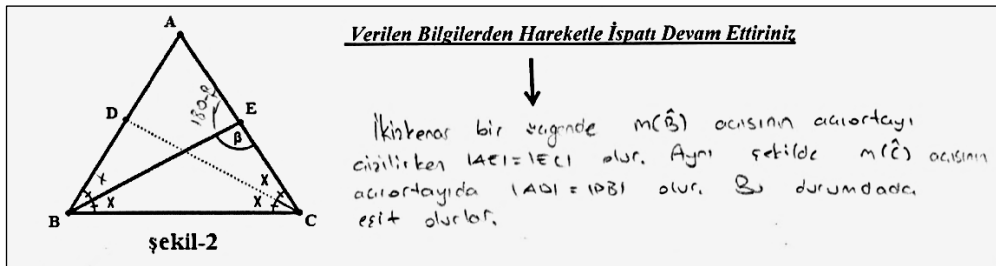 A
Verilen Bilgilerden Hareketle İspatı Devam Ettiriniz
D
180-β
E
β
x
x
x
x
B
C
şekil-2
İkizkenar bir üçgende m(B̂) açısının açıortayı
çizilirken |AE|=|EC| olur. Aynı şekilde m(Ĉ) açısının
açıortayıda |AD|=|DB| olur. Bu durumdada
eşit olurlar.